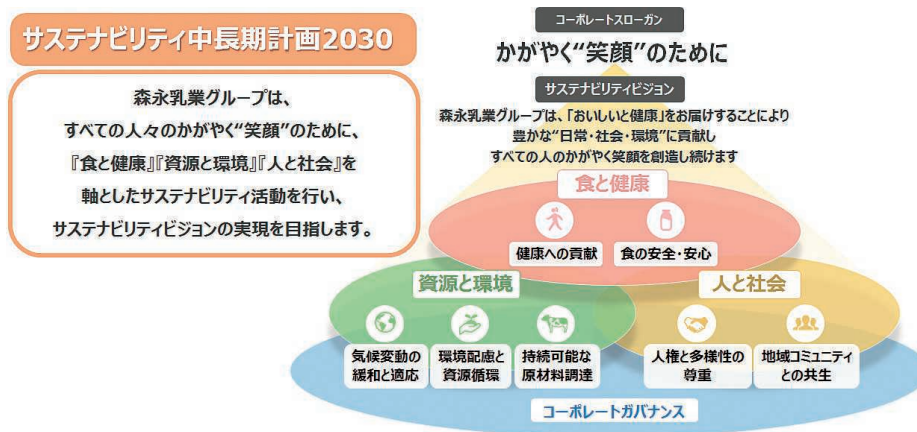 サステナビリティ中長期計画2030
森永乳業グループは、
すべての人々のかがやく“笑顔”のために、
『食と健康』『資源と環境』『人と社会』を
軸としたサステナビリティ活動を行い、
サステナビリティビジョンの実現を目指します。
コーポレートスローガン
かがやく“笑顔”のために
サステナビリティビジョン
森永乳業グループは、「おいしいと健康」をお届けすることにより
豊かな“日常・社会・環境”に貢献し
すべての人のかがやく笑顔を創造し続けます
食と健康
健康への貢献
食の安全・安心
資源と環境
気候変動の
緩和と適応
環境配慮と
資源循環
持続可能な
原材料調達
人と社会
人権と多様性の
尊重
地域コミュニティ
との共生
コーポレートガバナンス